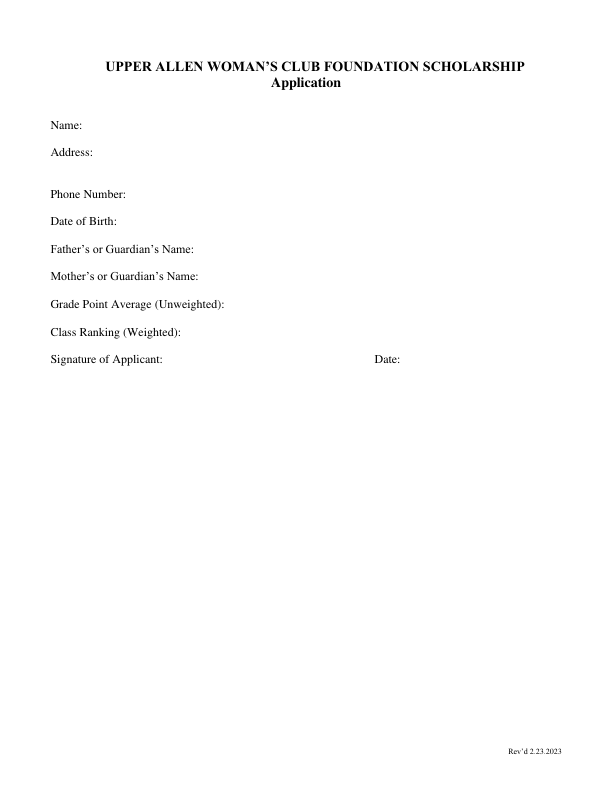 UPPER ALLEN WOMAN’S CLUB FOUNDATION SCHOLARSHIP
Application
Name:
Address:
Phone Number:
Date of Birth:
Father’s or Guardian’s Name:
Mother’s or Guardian’s Name:
Grade Point Average (Unweighted):
Class Ranking (Weighted):
Signature of Applicant: Date:
Rev’d 2.23.2023